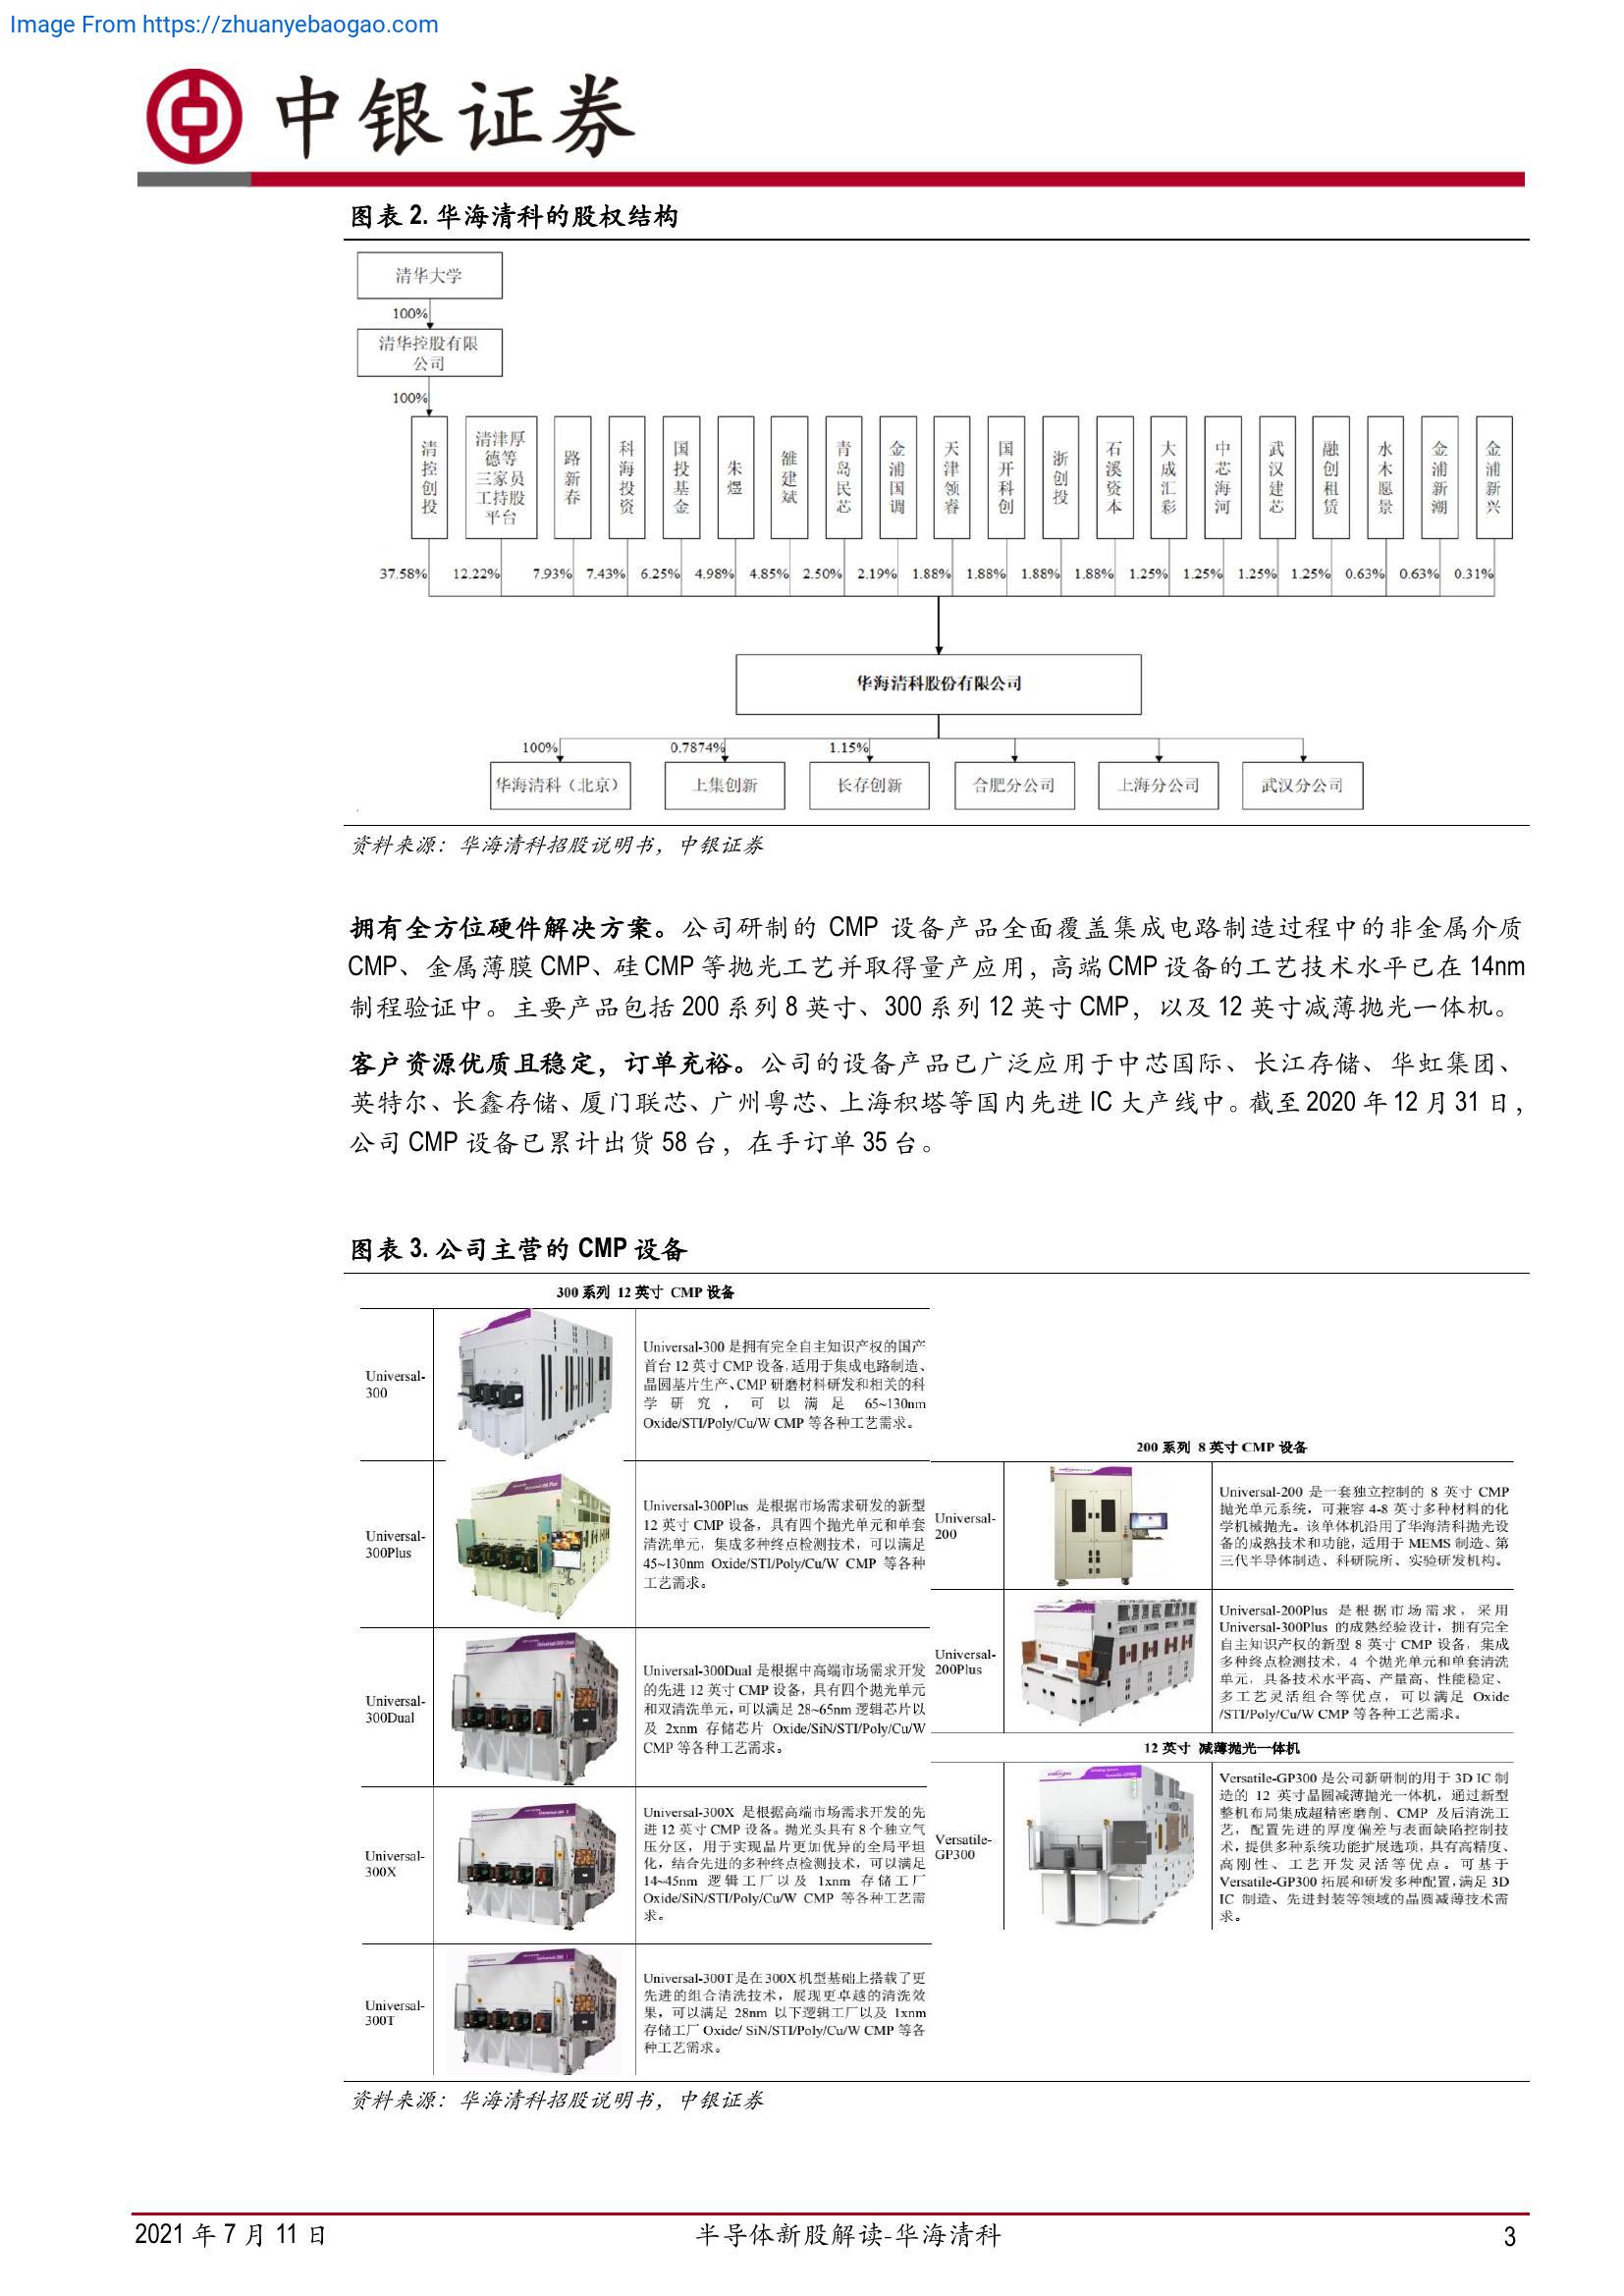 Image From https://zhuanyebaogao.com
中银证券
图表 2. 华海清科的股权结构
清华大学
100%
清华控股有限
公司
100%
清控创投
清津厚
德等
三家员
工持股
平台
路新春
科海投资
国投基金
朱煜
雒建斌
青岛民芯
金浦国调
天津领睿
国开科创
浙创投
石溪资本
大成汇彩
中芯海河
武汉建芯
融创租赁
水木愿景
金浦新潮
金浦新兴
37.58% 12.22% 7.93% 7.43% 6.25% 4.98% 4.85% 2.50% 2.19% 1.88% 1.88% 1.88% 1.88% 1.25% 1.25% 1.25% 1.25% 0.63% 0.63% 0.31%
华海清科股份有限公司
100% 0.7874% 1.15%
华海清科（北京） 上集创新 长存创新 合肥分公司 上海分公司 武汉分公司
资料来源：华海清科招股说明书，中银证券
拥有全方位硬件解决方案。公司研制的 CMP 设备产品全面覆盖集成电路制造过程中的非金属介质
CMP、金属薄膜 CMP、硅 CMP 等抛光工艺并取得量产应用，高端 CMP 设备的工艺技术水平已在 14nm
制程验证中。主要产品包括 200 系列 8 英寸、300 系列 12 英寸 CMP，以及 12 英寸减薄抛光一体机。
客户资源优质且稳定，订单充裕。公司的设备产品已广泛应用于中芯国际、长江存储、华虹集团、
英特尔、长鑫存储、厦门联芯、广州粤芯、上海积塔等国内先进 IC 大产线中。截至 2020 年 12 月 31 日，
公司 CMP 设备已累计出货 58 台，在手订单 35 台。
图表 3. 公司主营的 CMP 设备
300 系列 12 英寸 CMP 设备
Universal-
300
Universal-300 是拥有完全自主知识产权的国产
首台 12 英寸 CMP 设备，适用于集成电路制造、
晶圆基片生产、CMP 研磨材料研发和相关的科
学研究，可以满足 65~130nm
Oxide/STI/Poly/Cu/W CMP 等各种工艺需求。
Universal-
300Plus
Universal-300Plus 是根据市场需求研发的新型
12 英寸 CMP 设备，具有四个抛光单元和单套
清洗单元，集成多种终点检测技术，可以满足
45~130nm Oxide/STI/Poly/Cu/W CMP 等各种
工艺需求。
Universal-
300Dual
Universal-300Dual 是根据中高端市场需求开发
的先进 12 英寸 CMP 设备，具有四个抛光单元
和双清洗单元，可以满足 28~65nm 逻辑芯片以
及 2xnm 存储芯片 Oxide/SiN/STI/Poly/Cu/W
CMP 等各种工艺需求。
Universal-
300X
Universal-300X 是根据高端市场需求开发的先
进 12 英寸 CMP 设备。抛光头具有 8 个独立气
压分区，用于实现晶片更加优异的全局平坦
化，结合先进的多种终点检测技术，可以满足
14~45nm 逻辑工厂以及 1xnm 存储工厂
Oxide/SiN/STI/Poly/Cu/W CMP 等各种工艺需
求。
Universal-
300T
Universal-300T 是在 300X 机型基础上搭载了更
先进的组合清洗技术，展现更卓越的清洗效
果，可以满足 28nm 以下逻辑工厂以及 1xnm
存储工厂 Oxide/ SiN/STI/Poly/Cu/W CMP 等各
种工艺需求。
200 系列 8 英寸 CMP 设备
Universal-
200
Universal-200 是一套独立控制的 8 英寸 CMP
抛光单元系统，可兼容 4-8 英寸多种材料的化
学机械抛光。该单体机沿用了华海清科抛光设
备的成熟技术和功能，适用于 MEMS 制造、第
三代半导体制造、科研院所、实验研发机构。
Universal-
200Plus
Universal-200Plus 是根据市场需求，采用
Universal-300Plus 的成熟经验设计，拥有完全
自主知识产权的新型 8 英寸 CMP 设备，集成
多种终点检测技术，4 个抛光单元和单套清洗
单元，具备技术水平高、产量高、性能稳定、
多工艺灵活组合等优点，可以满足 Oxide
/STI/Poly/Cu/W CMP 等各种工艺需求。
12 英寸 减薄抛光一体机
Versatile-
GP300
Versatile-GP300 是公司新研制的用于 3D IC 制
造的 12 英寸晶圆减薄抛光一体机，通过新型
整机布局集成超精密磨削、CMP 及后清洗工
艺，配置先进的厚度偏差与表面缺陷控制技
术，提供多种系统功能扩展选项，具有高精度、
高刚性、工艺开发灵活等优点。可基于
Versatile-GP300 拓展和研发多种配置，满足 3D
IC 制造、先进封装等领域的晶圆减薄技术需
求。
资料来源：华海清科招股说明书，中银证券
2021 年 7 月 11 日
半导体新股解读-华海清科
3